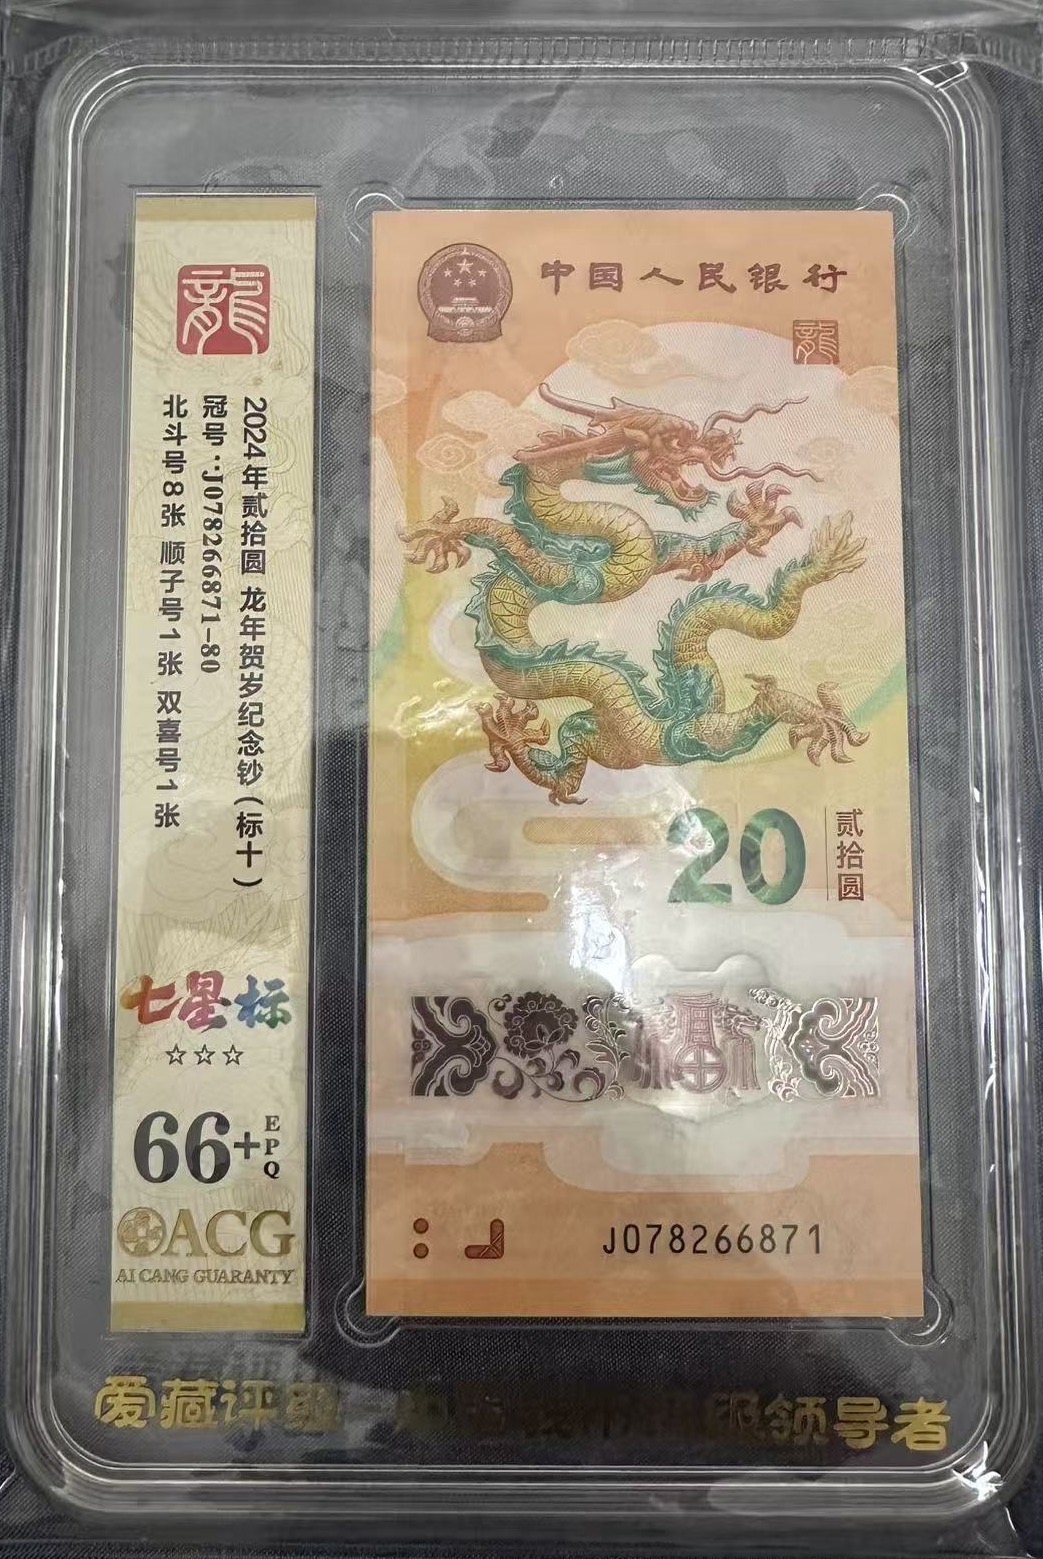 龍
2024年贰拾圆 龙年贺岁纪念钞(标十)
冠号:J078266871-80
北斗号8张 顺子号1张 双喜号1张
七星标
☆☆☆
66+EPQ
ACG
AI CANG GUARANTY
中国人民银行
龍
20
贰拾圆
J078266871
爱藏评级
领导者